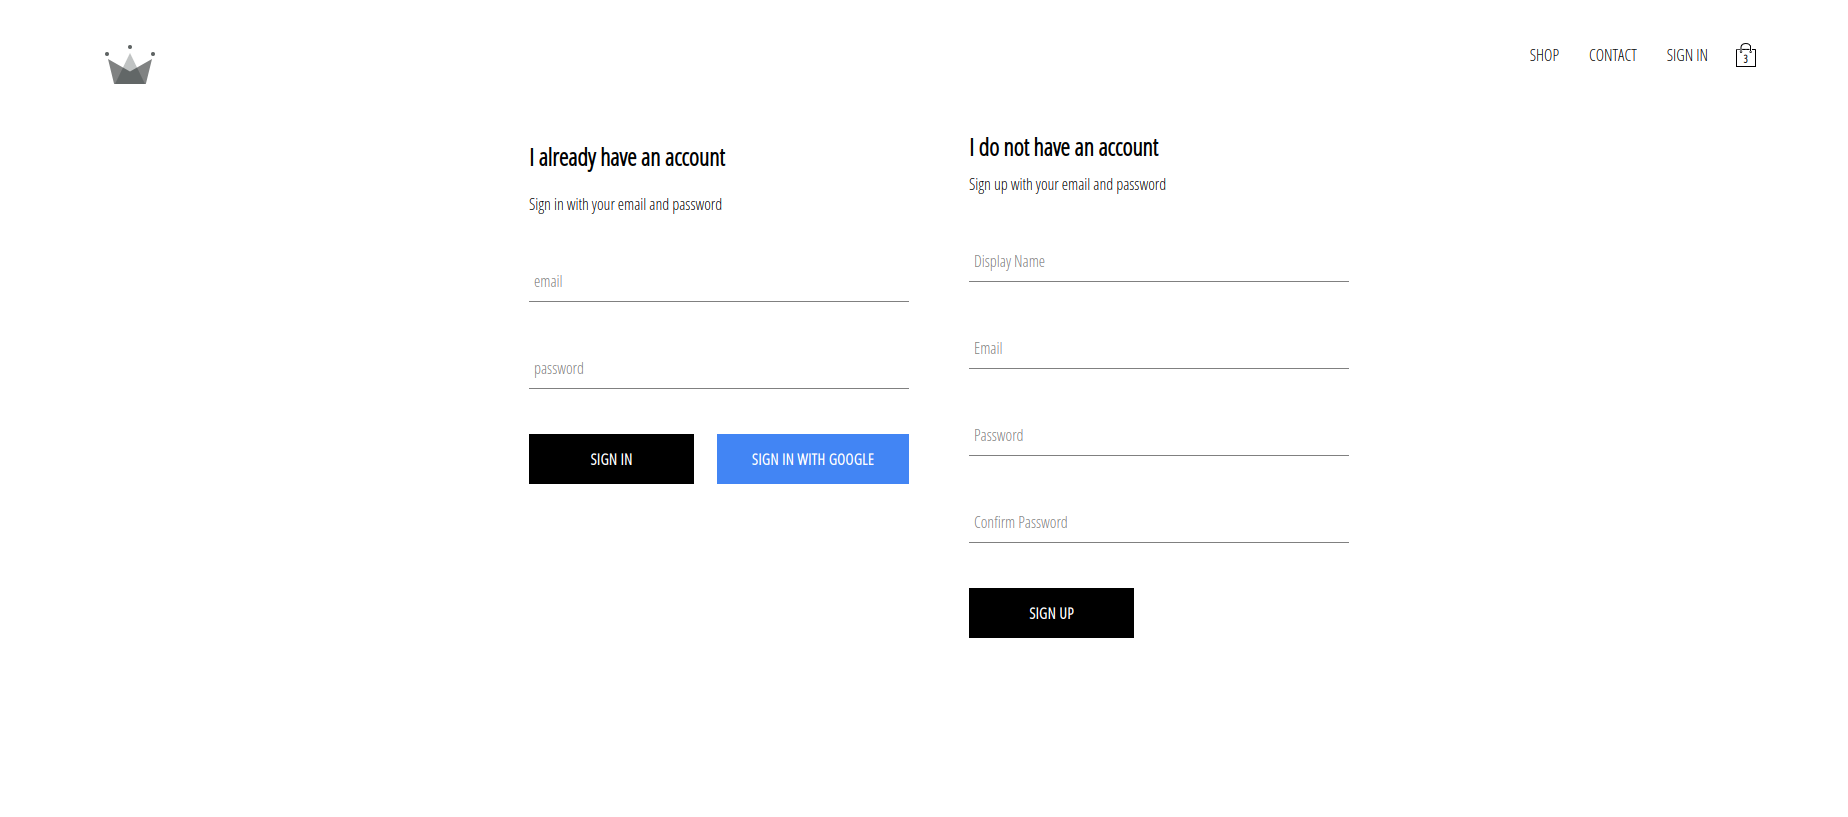 SHOP CONTACT SIGN IN 3
I already have an account
Sign in with your email and password
email
password
SIGN IN SIGN IN WITH GOOGLE
I do not have an account
Sign up with your email and password
Display Name
Email
Password
Confirm Password
SIGN UP